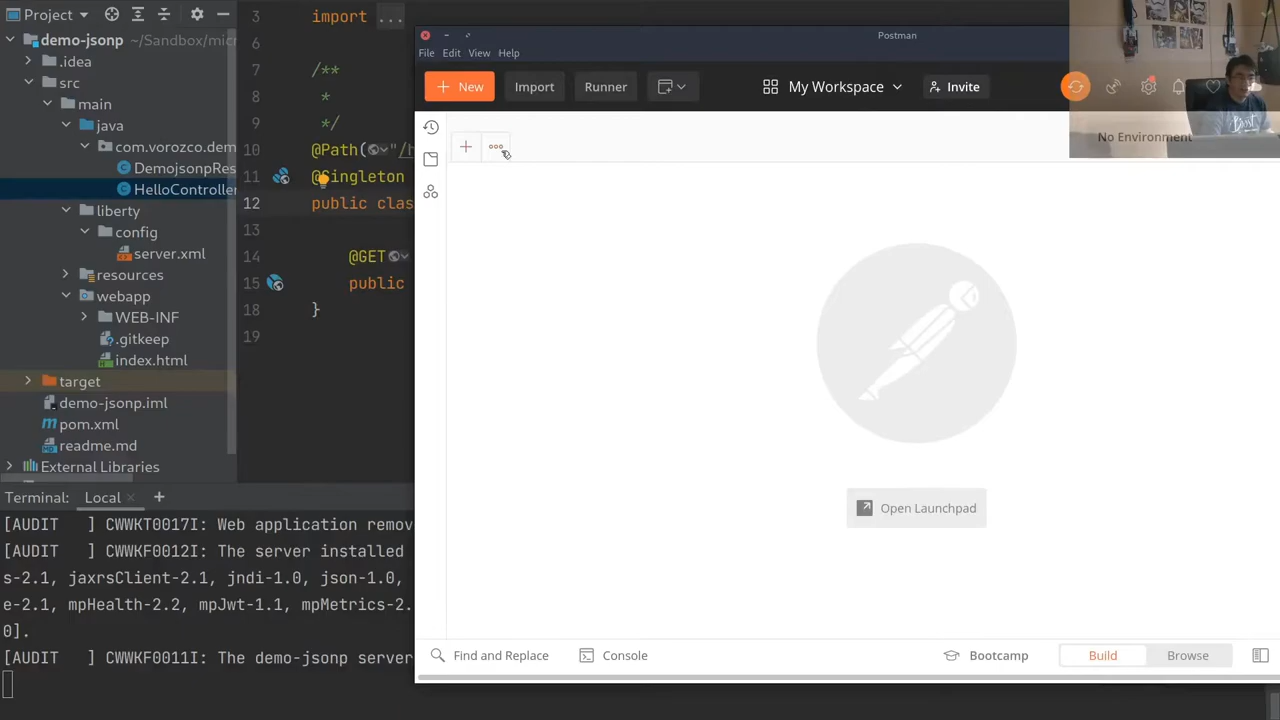 Project
demo-jsonp ~/Sandbox/mic
.idea
src
main
java
com.vorozco.dem
DemojsonpRes
HelloController
liberty
config
server.xml
resources
webapp
WEB-INF
.gitkeep
index.html
target
demo-jsonp.iml
pom.xml
readme.md
External Libraries
3 import ...
6
7 /**
8 *
9 */
10 @Path( "/h
11 @Singleton
12 public clas
13
14 @GET
15 public
18 }
19
Postman
File Edit View Help
+ New Import Runner My Workspace Invite
No Environment
Open Launchpad
Find and Replace Console Bootcamp Build Browse
Terminal: Local × +
[AUDIT ] CWWKT0017I: Web application remov
[AUDIT ] CWWKF0012I: The server installed
s-2.1, jaxrsClient-2.1, jndi-1.0, json-1.0,
e-2.1, mpHealth-2.2, mpJwt-1.1, mpMetrics-2.
0].
[AUDIT ] CWWKF0011I: The demo-jsonp server